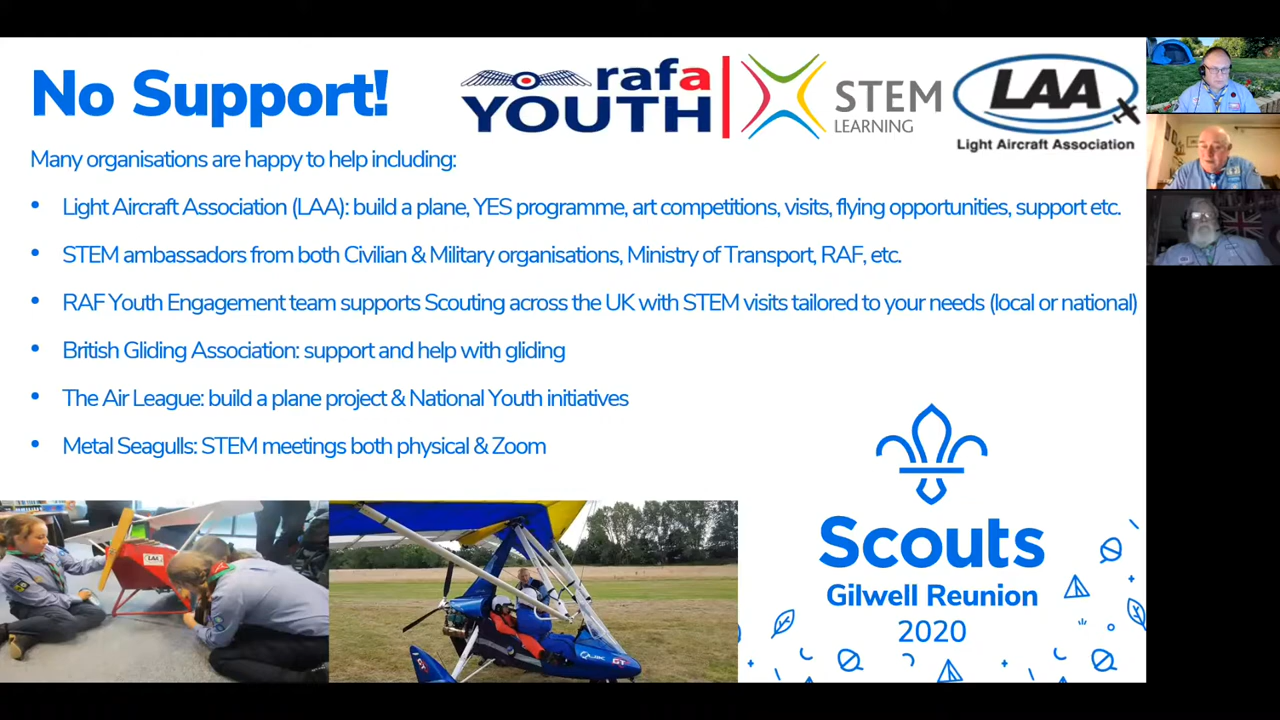 No Support!
rafa
YOUTH
STEM
LEARNING
LAA
Light Aircraft Association
Many organisations are happy to help including:
• Light Aircraft Association (LAA): build a plane, YES programme, art competitions, visits, flying opportunities, support etc.
• STEM ambassadors from both Civilian & Military organisations, Ministry of Transport, RAF, etc.
• RAF Youth Engagement team supports Scouting across the UK with STEM visits tailored to your needs (local or national)
• British Gliding Association: support and help with gliding
• The Air League: build a plane project & National Youth initiatives
• Metal Seagulls: STEM meetings both physical & Zoom
LAA
Scouts
Gilwell Reunion
2020